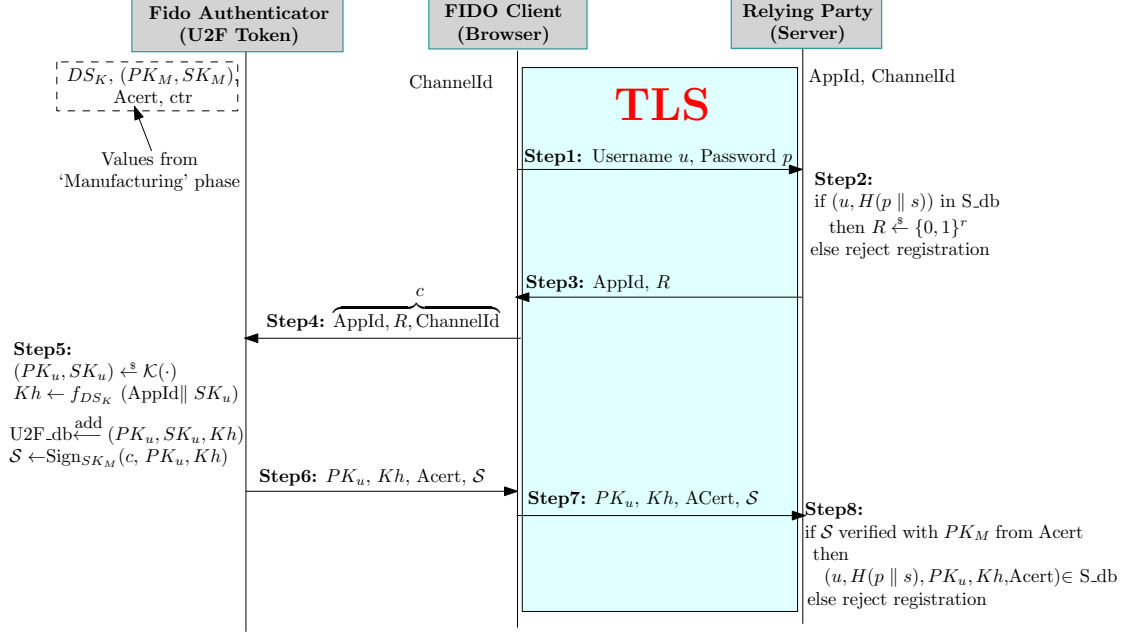 Fido Authenticator
(U2F Token)
FIDO Client
(Browser)
Relying Party
(Server)
DS_K, (PK_M, SK_M),
Acert, ctr
Values from
‘Manufacturing’ phase
ChannelId
TLS
AppId, ChannelId
Step1: Username u, Password p
Step2:
if (u, H(p ∥ s)) in S_db
then R $← {0, 1}^r
else reject registration
Step3: AppId, R
c
Step4: AppId, R, ChannelId
Step5:
(PK_u, SK_u) $← K(·)
Kh ← f_{DS_K} (AppId∥ SK_u)
U2F_db add← (PK_u, SK_u, Kh)
S ←Sign_{SK_M}(c, PK_u, Kh)
Step6: PK_u, Kh, Acert, S
Step7: PK_u, Kh, ACert, S
Step8:
if S verified with PK_M from Acert
then
(u, H(p ∥ s), PK_u, Kh,Acert)∈ S_db
else reject registration